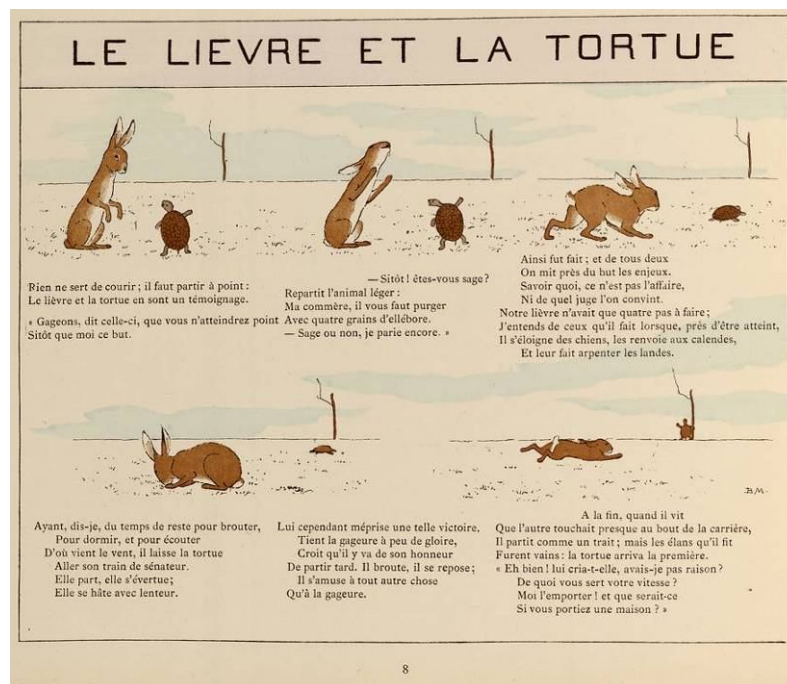 LE LIEVRE ET LA TORTUE
Rien ne sert de courir ; il faut partir à point :
Le lièvre et la tortue en sont un témoignage.
« Gageons, dit celle-ci, que vous n'atteindrez point
Sitôt que moi ce but.
— Sitôt ! êtes-vous sage ?
Repartit l'animal léger :
Ma commère, il vous faut purger
Avec quatre grains d'ellébore.
— Sage ou non, je parie encore. »
Ainsi fut fait ; et de tous deux
On mit près du but les enjeux.
Savoir quoi, ce n'est pas l'affaire,
Ni de quel juge l'on convint.
Notre lièvre n'avait que quatre pas à faire ;
J'entends de ceux qu'il fait lorsque, près d'être atteint,
Il s'éloigne des chiens, les renvoie aux calendes,
Et leur fait arpenter les landes.
B.M.
Ayant, dis-je, du temps de reste pour brouter,
Pour dormir, et pour écouter
D'où vient le vent, il laisse la tortue
Aller son train de sénateur.
Elle part, elle s'évertue ;
Elle se hâte avec lenteur.
Lui cependant méprise une telle victoire,
Tient la gageure à peu de gloire,
Croit qu'il y va de son honneur
De partir tard. Il broute, il se repose ;
Il s'amuse à tout autre chose
Qu'à la gageure.
A la fin, quand il vit
Que l'autre touchait presque au bout de la carrière,
Il partit comme un trait ; mais les élans qu'il fit
Furent vains : la tortue arriva la première.
« Eh bien ! lui cria-t-elle, avais-je pas raison ?
De quoi vous sert votre vitesse ?
Moi l'emporter ! et que serait-ce
Si vous portiez une maison ? »
8